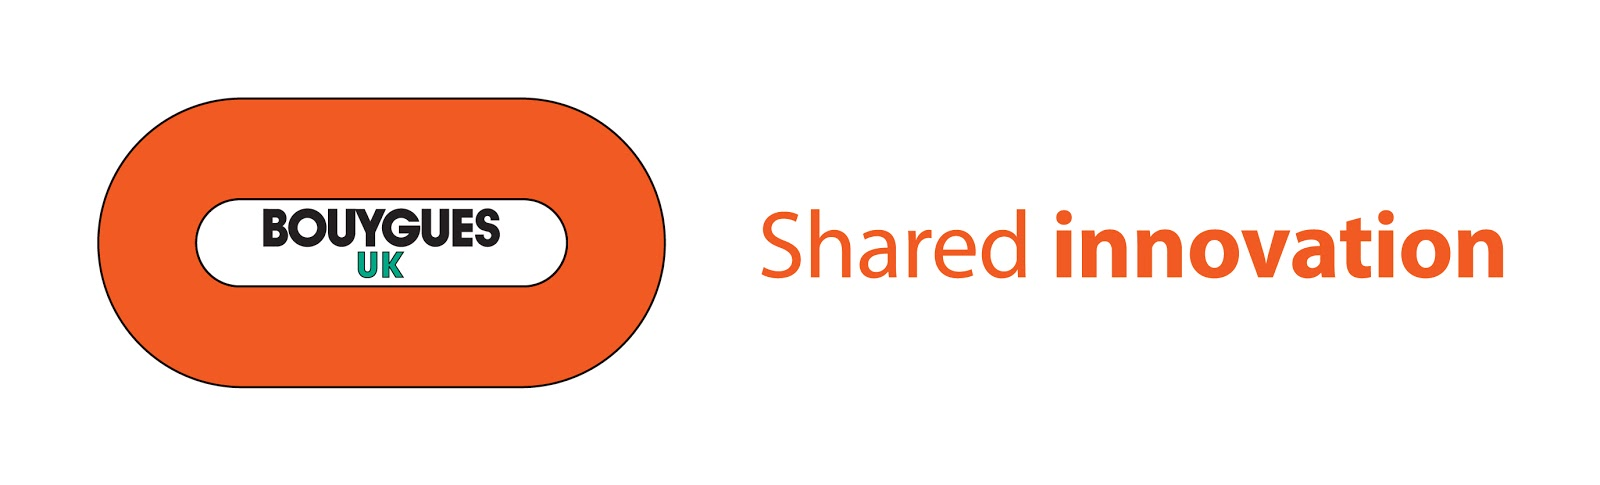 BOUYGUES
UK
Shared innovation